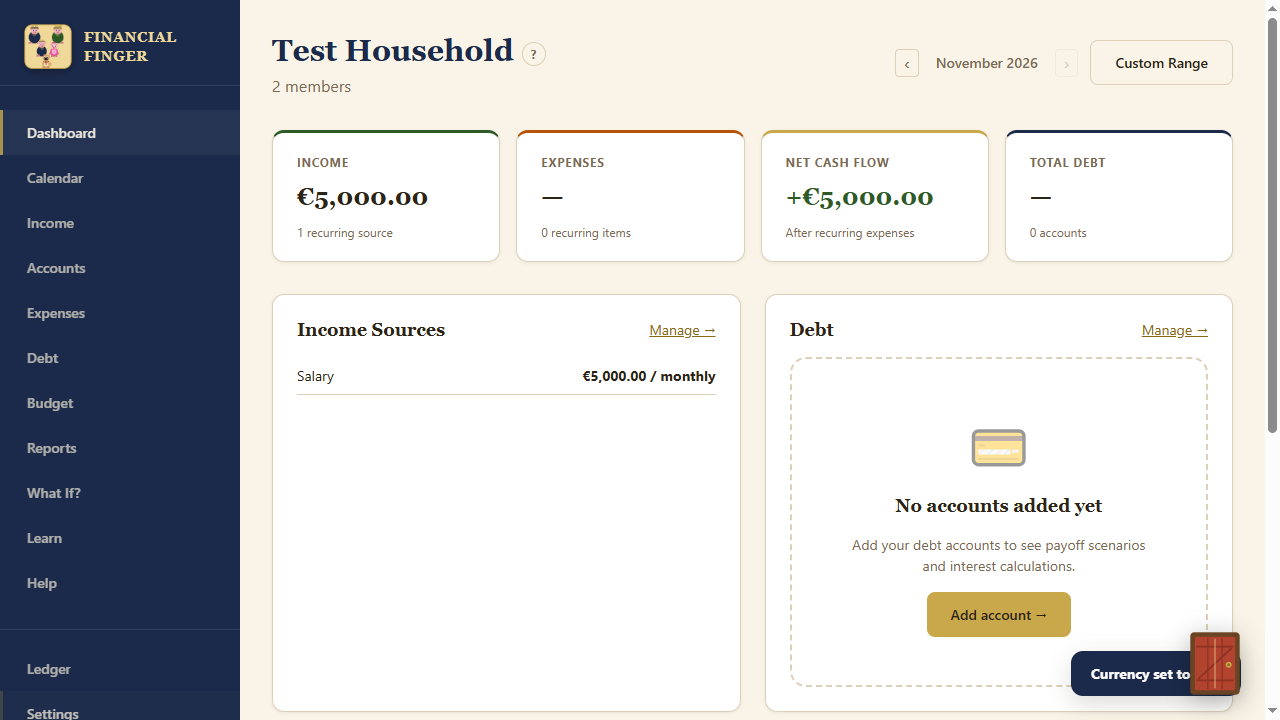 FINANCIAL
FINGER
Dashboard
Calendar
Income
Accounts
Expenses
Debt
Budget
Reports
What If?
Learn
Help
Ledger
Settings
Test Household ?
2 members
‹ November 2026 › Custom Range
INCOME
€5,000.00
1 recurring source
EXPENSES
—
0 recurring items
NET CASH FLOW
+€5,000.00
After recurring expenses
TOTAL DEBT
—
0 accounts
Income Sources Manage →
Salary €5,000.00 / monthly
Debt Manage →
No accounts added yet
Add your debt accounts to see payoff scenarios
and interest calculations.
Add account →
Currency set to